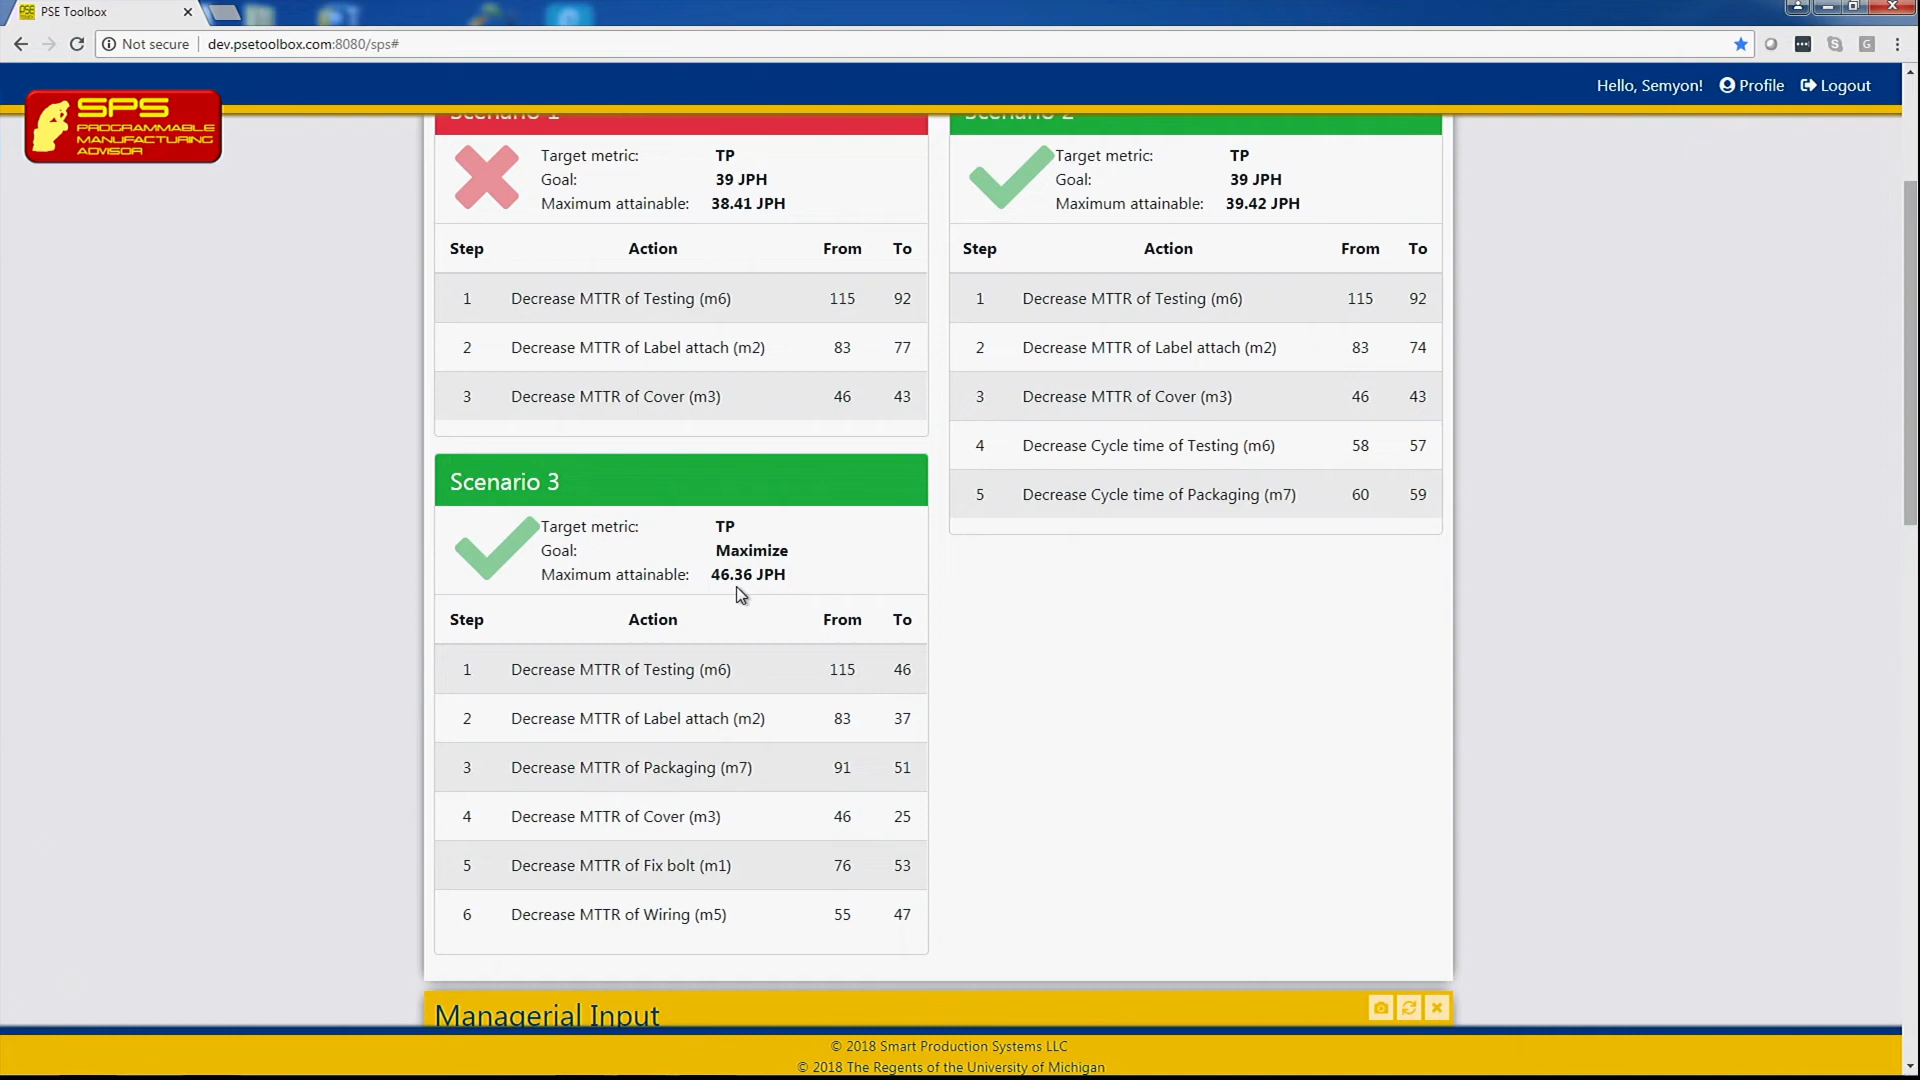 PSE Toolbox
Not secure
dev.psetoolbox.com:8080/sps#
Hello, Semyon!
Profile
Logout
SPS
PROGRAMMABLE
MANUFACTURING
ADVISOR
Scenario 1
Target metric: TP
Goal: 39 JPH
Maximum attainable: 38.41 JPH
Step Action From To
1 Decrease MTTR of Testing (m6) 115 92
2 Decrease MTTR of Label attach (m2) 83 77
3 Decrease MTTR of Cover (m3) 46 43
Scenario 2
Target metric: TP
Goal: 39 JPH
Maximum attainable: 39.42 JPH
Step Action From To
1 Decrease MTTR of Testing (m6) 115 92
2 Decrease MTTR of Label attach (m2) 83 74
3 Decrease MTTR of Cover (m3) 46 43
4 Decrease Cycle time of Testing (m6) 58 57
5 Decrease Cycle time of Packaging (m7) 60 59
Scenario 3
Target metric: TP
Goal: Maximize
Maximum attainable: 46.36 JPH
Step Action From To
1 Decrease MTTR of Testing (m6) 115 46
2 Decrease MTTR of Label attach (m2) 83 37
3 Decrease MTTR of Packaging (m7) 91 51
4 Decrease MTTR of Cover (m3) 46 25
5 Decrease MTTR of Fix bolt (m1) 76 53
6 Decrease MTTR of Wiring (m5) 55 47
Managerial Input
© 2018 Smart Production Systems LLC
© 2018 The Regents of the University of Michigan